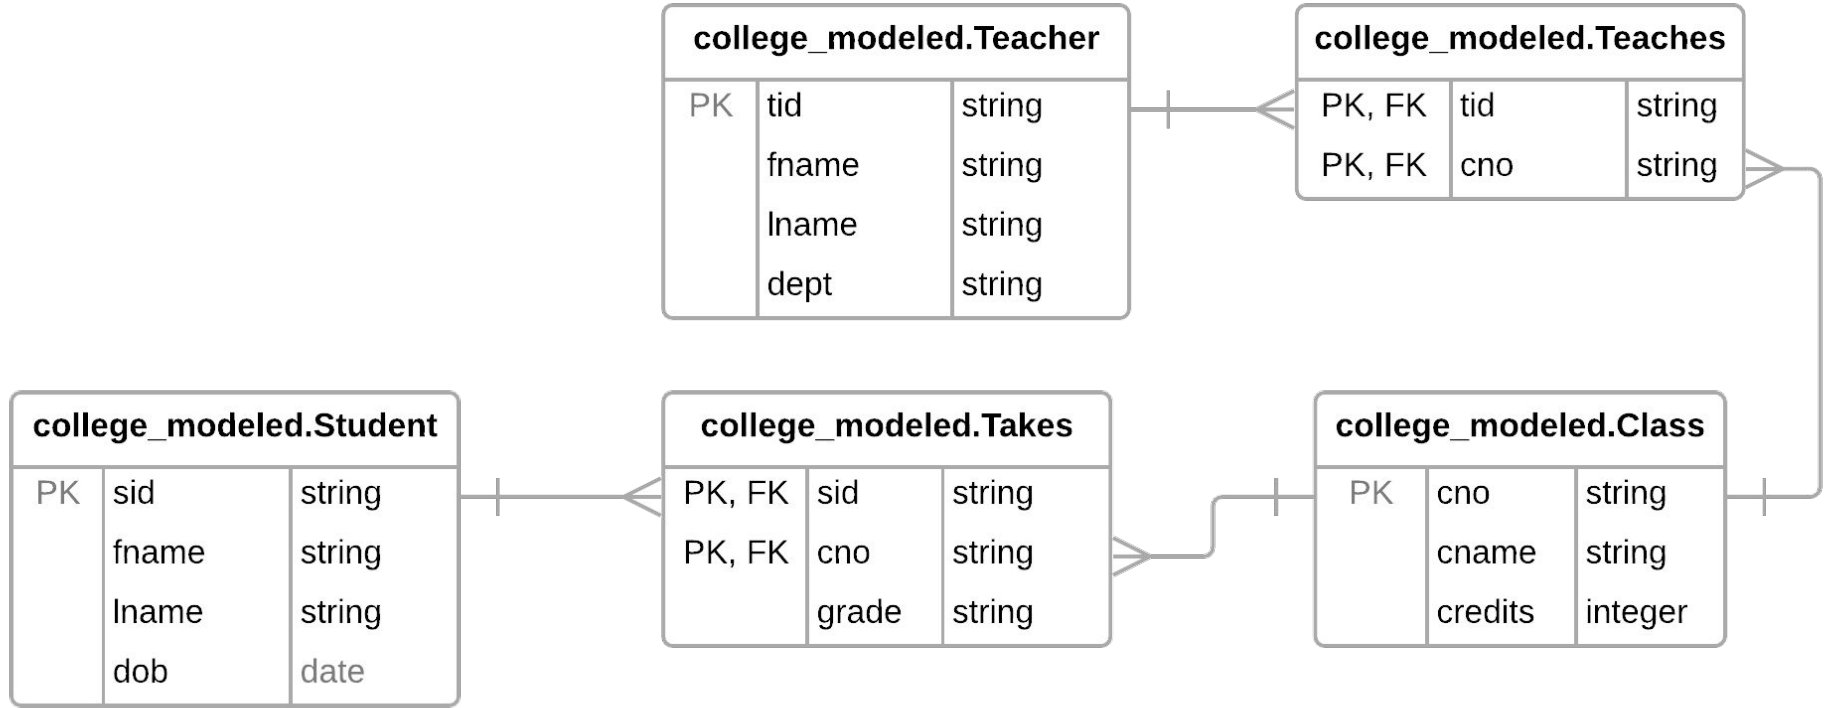 college_modeled.Teacher
PK tid string
fname string
lname string
dept string
college_modeled.Teaches
PK, FK tid string
PK, FK cno string
college_modeled.Student
PK sid string
fname string
lname string
dob date
college_modeled.Takes
PK, FK sid string
PK, FK cno string
grade string
college_modeled.Class
PK cno string
cname string
credits integer